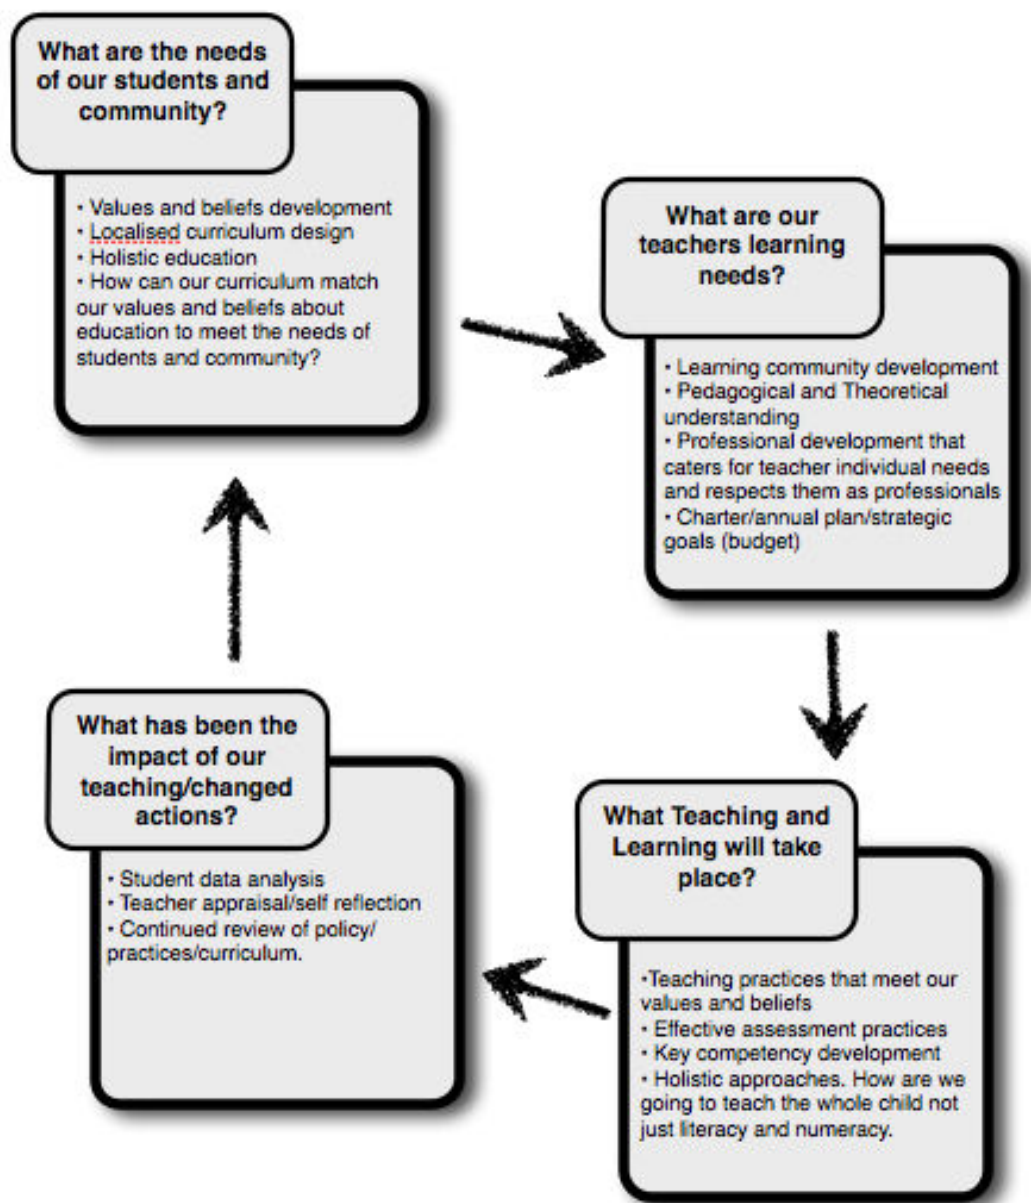 What are the needs
of our students and
community?
• Values and beliefs development
• Localised curriculum design
• Holistic education
• How can our curriculum match
our values and beliefs about
education to meet the needs of
students and community?
What are our
teachers learning
needs?
• Learning community development
• Pedagogical and Theoretical
understanding
• Professional development that
caters for teacher individual needs
and respects them as professionals
• Charter/annual plan/strategic
goals (budget)
What Teaching and
Learning will take
place?
•Teaching practices that meet our
values and beliefs
• Effective assessment practices
• Key competency development
• Holistic approaches. How are we
going to teach the whole child not
just literacy and numeracy.
What has been the
impact of our
teaching/changed
actions?
• Student data analysis
• Teacher appraisal/self reflection
• Continued review of policy/
practices/curriculum.